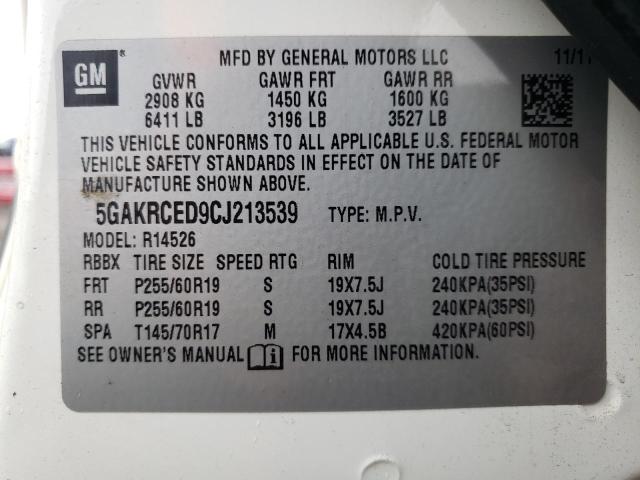 GM ®
MFD BY GENERAL MOTORS LLC 11/11
GVWR GAWR FRT GAWR RR
2908 KG 1450 KG 1600 KG
6411 LB 3196 LB 3527 LB
THIS VEHICLE CONFORMS TO ALL APPLICABLE U.S. FEDERAL MOTOR
VEHICLE SAFETY STANDARDS IN EFFECT ON THE DATE OF
MANUFACTURE SHOWN ABOVE.
5GAKRCED9CJ213539 TYPE: M.P.V.
MODEL: R14526
RBBX TIRE SIZE SPEED RTG RIM COLD TIRE PRESSURE
FRT P255/60R19 S 19X7.5J 240KPA(35PSI)
RR P255/60R19 S 19X7.5J 240KPA(35PSI)
SPA T145/70R17 M 17X4.5B 420KPA(60PSI)
SEE OWNER'S MANUAL FOR MORE INFORMATION.